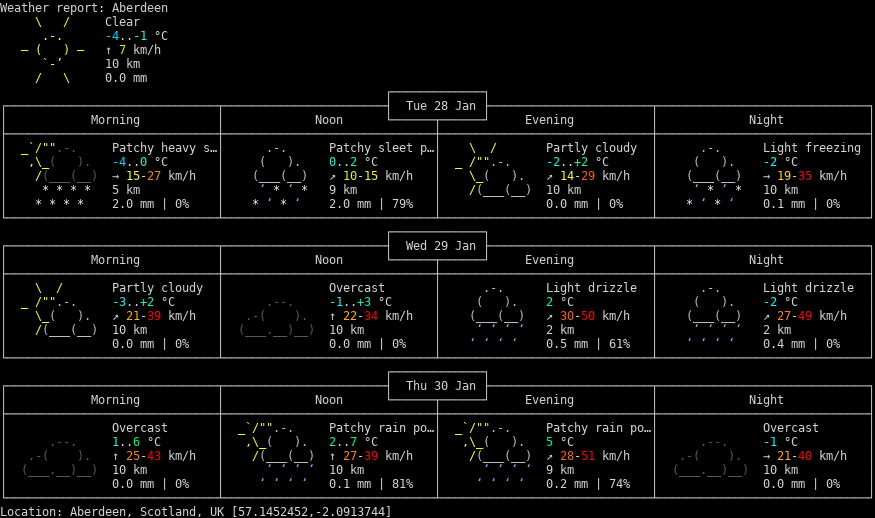 Weather report: Aberdeen
Clear
-4..-1 °C
↑ 7 km/h
10 km
0.0 mm
Tue 28 Jan
Morning Noon Evening Night
Patchy heavy s… Patchy sleet p… Partly cloudy Light freezing
-4..0 °C 0..2 °C -2..+2 °C -2 °C
→ 15-27 km/h ↗ 10-15 km/h ↗ 14-29 km/h → 19-35 km/h
5 km 9 km 10 km 10 km
2.0 mm | 0% 2.0 mm | 79% 0.0 mm | 0% 0.1 mm | 0%
Wed 29 Jan
Morning Noon Evening Night
Partly cloudy Overcast Light drizzle Light drizzle
-3..+2 °C -1..+3 °C 2 °C -2 °C
↗ 21-39 km/h ↑ 22-34 km/h ↗ 30-50 km/h ↗ 27-49 km/h
10 km 10 km 2 km 2 km
0.0 mm | 0% 0.0 mm | 0% 0.5 mm | 61% 0.4 mm | 0%
Thu 30 Jan
Morning Noon Evening Night
Overcast Patchy rain po… Patchy rain po… Overcast
1..6 °C 2..7 °C 5 °C -1 °C
↑ 25-43 km/h ↑ 27-39 km/h ↗ 28-51 km/h → 21-40 km/h
10 km 10 km 9 km 10 km
0.0 mm | 0% 0.1 mm | 81% 0.2 mm | 74% 0.0 mm | 0%
Location: Aberdeen, Scotland, UK [57.1452452,-2.0913744]